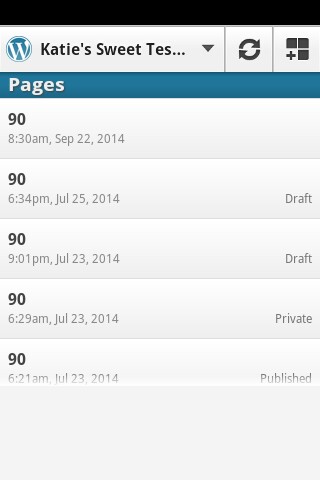 Katie's Sweet Tes...
Pages
90
8:30am, Sep 22, 2014
90
6:34pm, Jul 25, 2014 Draft
90
9:01pm, Jul 23, 2014 Draft
90
6:29am, Jul 23, 2014 Private
90
6:21am, Jul 23, 2014 Published